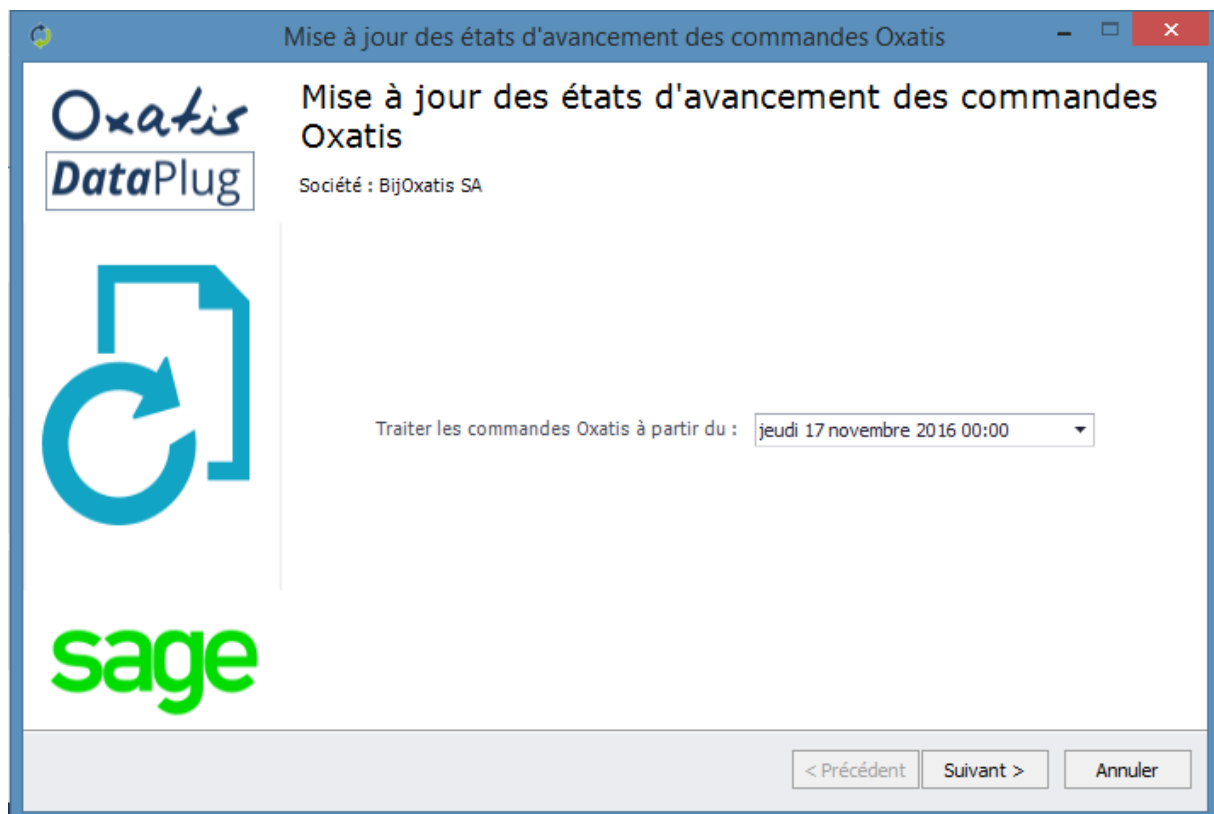 Mise à jour des états d'avancement des commandes Oxatis
Oxatis
DataPlug
Mise à jour des états d'avancement des commandes
Oxatis
Société : BijOxatis SA
Traiter les commandes Oxatis à partir du :
jeudi 17 novembre 2016 00:00
sage
< Précédent
Suivant >
Annuler